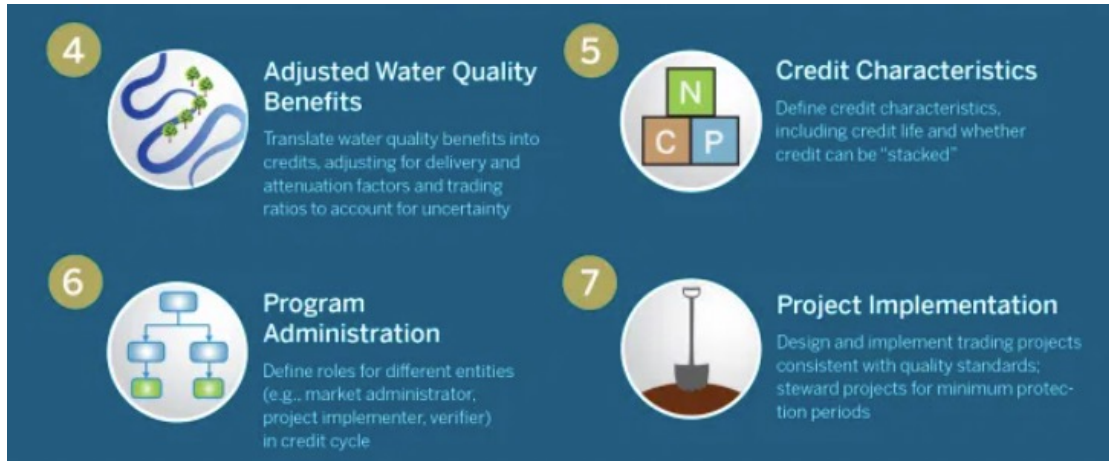 4
Adjusted Water Quality
Benefits
Translate water quality benefits into
credits, adjusting for delivery and
attenuation factors and trading
ratios to account for uncertainty
5
N
C P
Credit Characteristics
Define credit characteristics,
including credit life and whether
credit can be “stacked”
6
Program
Administration
Define roles for different entities
(e.g., market administrator,
project implementer, verifier)
in credit cycle
7
Project Implementation
Design and implement trading projects
consistent with quality standards;
steward projects for minimum protec-
tion periods